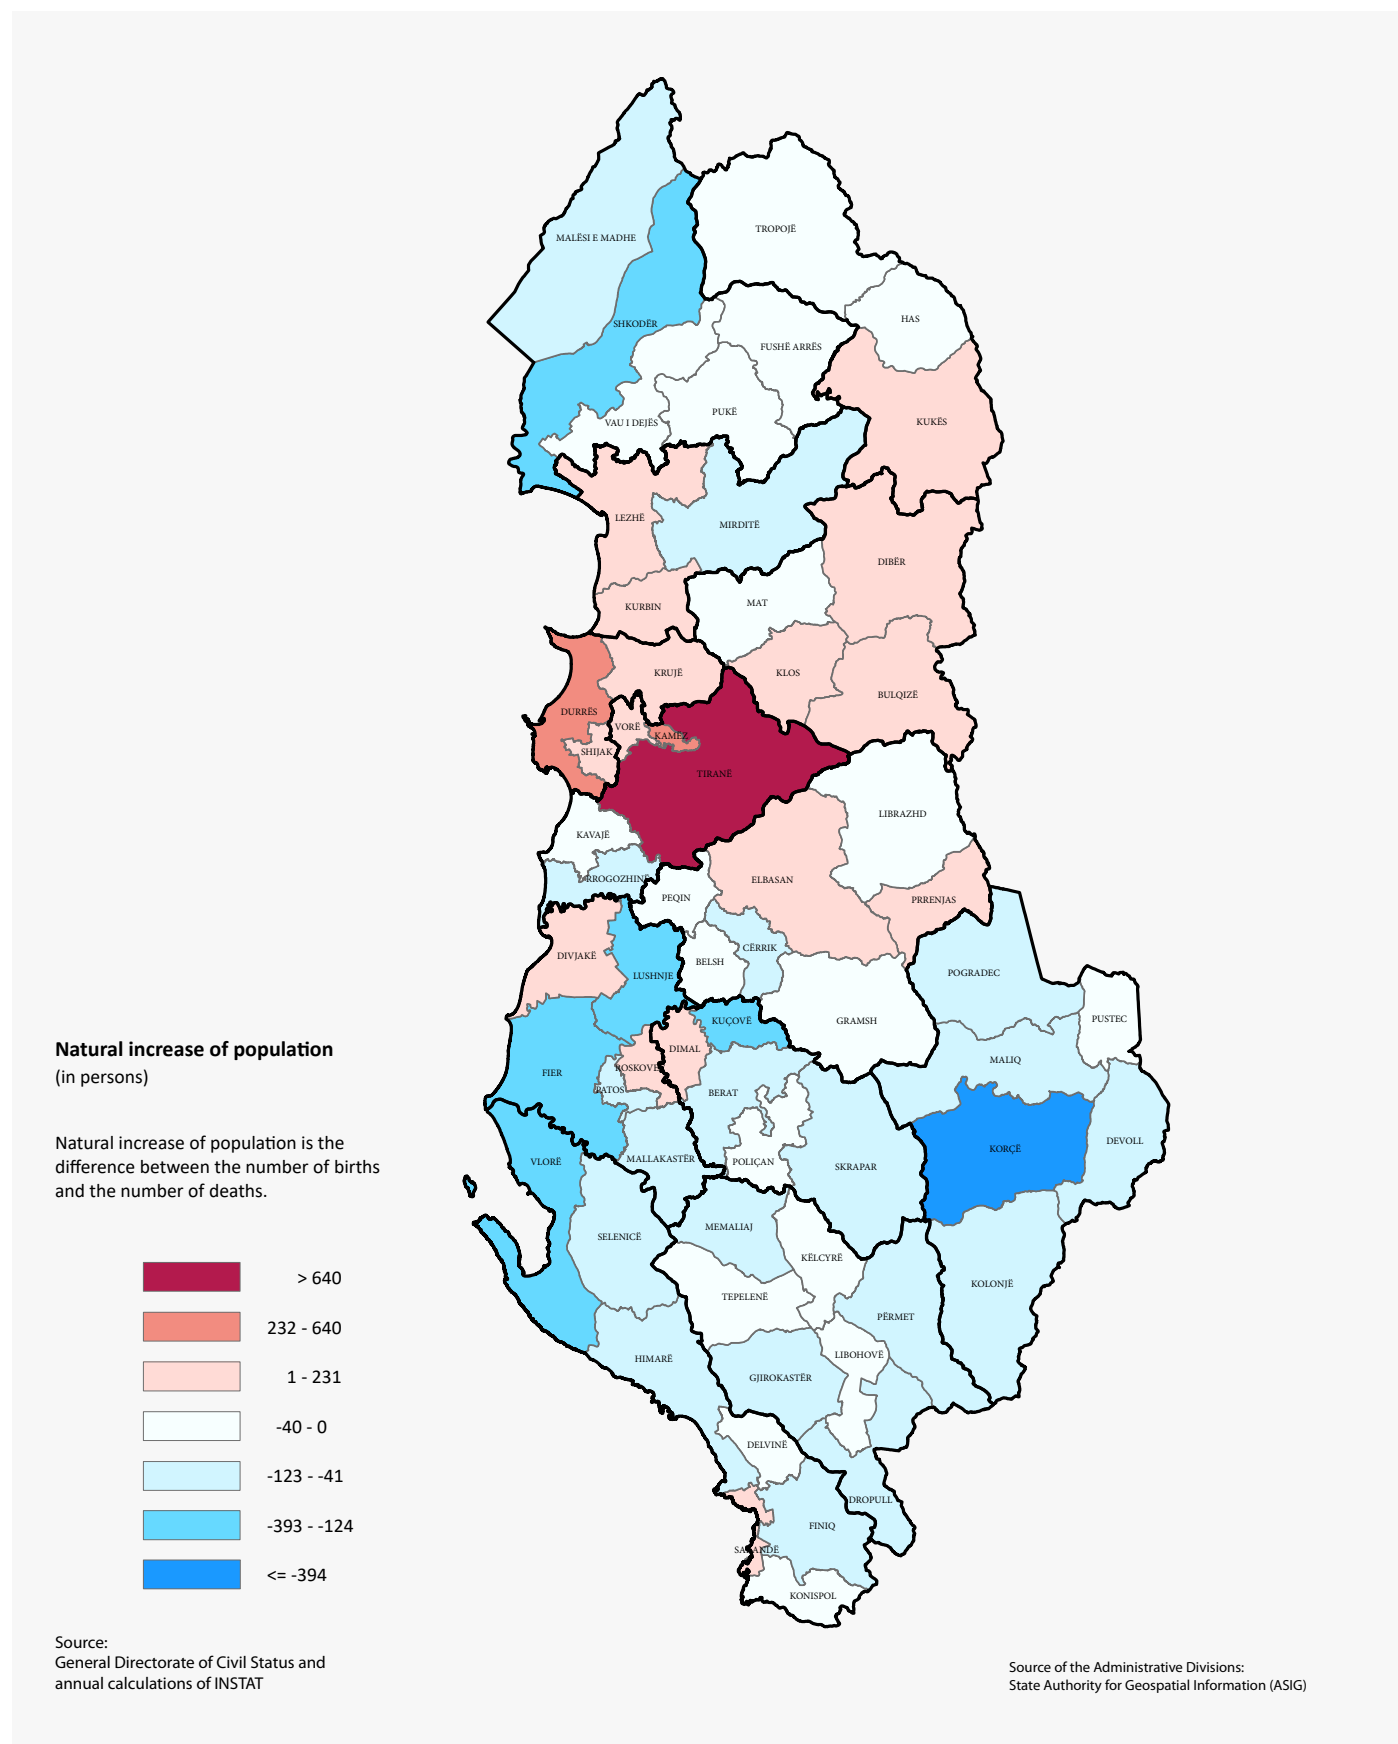 MALËSI E MADHE
TROPOJË
SHKODËR
HAS
FUSHË ARRËS
PUKË
VAU I DEJËS
KUKËS
LEZHË
MIRDITË
DIBËR
KURBIN
MAT
KRUJË
KLOS
BULQIZË
DURRËS
VORË
KAMËZ
SHIJAK
TIRANË
LIBRAZHD
KAVAJË
RROGOZHINË
ELBASAN
PEQIN
PRRENJAS
DIVJAKË
CËRRIK
BELSH
LUSHNJE
POGRADEC
KUÇOVË
GRAMSH
PUSTEC
DIMAL
MALIQ
ROSKOVEC
FIER
PATOS
BERAT
KORÇË
DEVOLL
VLORË
MALLAKASTËR
POLIÇAN
SKRAPAR
MEMALIAJ
SELENICË
KËLCYRË
KOLONJË
TEPELENË
PËRMET
LIBOHOVË
HIMARË
GJIROKASTËR
DELVINË
DROPULL
FINIQ
SARANDË
KONISPOL
Natural increase of population
(in persons)
Natural increase of population is the
difference between the number of births
and the number of deaths.
> 640
232 - 640
1 - 231
-40 - 0
-123 - -41
-393 - -124
<= -394
Source:
General Directorate of Civil Status and
annual calculations of INSTAT
Source of the Administrative Divisions:
State Authority for Geospatial Information (ASIG)